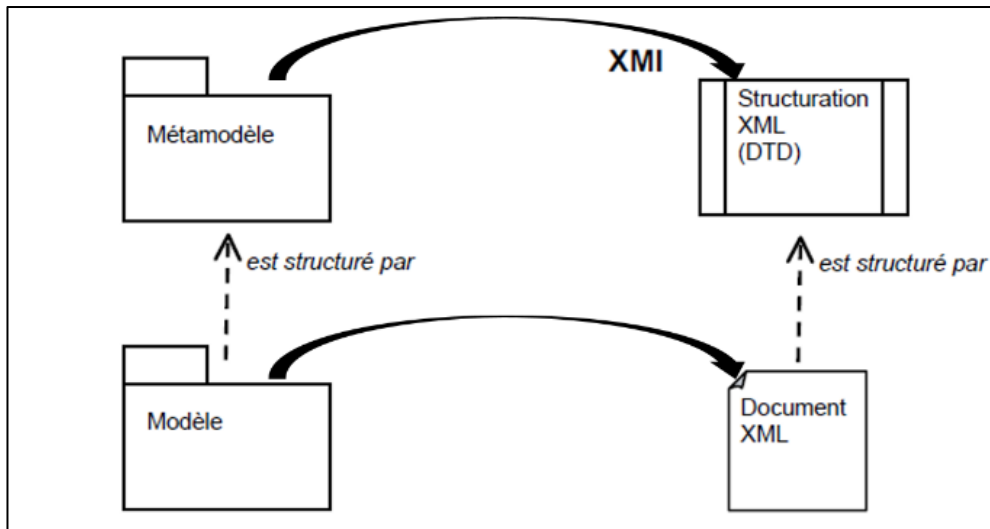 XMI
Métamodèle
Structuration
XML
(DTD)
est structuré par
est structuré par
Modèle
Document
XML